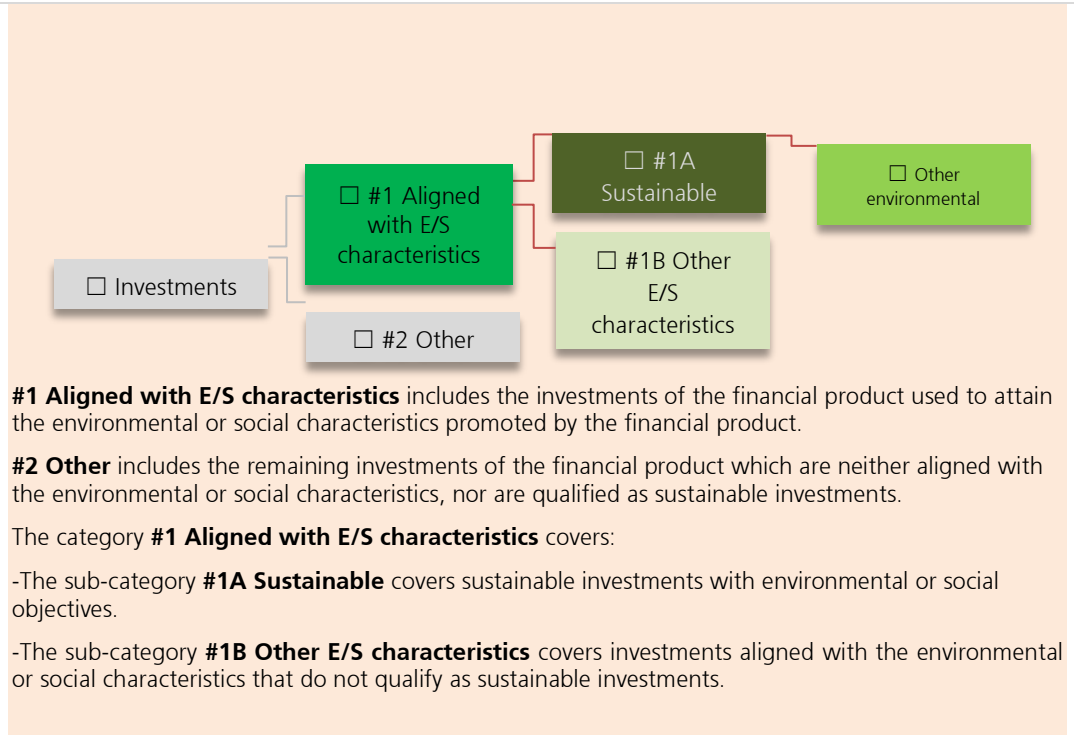 ☐ #1A
Sustainable
☐ Other
environmental
☐ #1 Aligned
with E/S
characteristics
☐ #1B Other
E/S
characteristics
☐ Investments
☐ #2 Other
#1 Aligned with E/S characteristics includes the investments of the financial product used to attain
the environmental or social characteristics promoted by the financial product.
#2 Other includes the remaining investments of the financial product which are neither aligned with
the environmental or social characteristics, nor are qualified as sustainable investments.
The category #1 Aligned with E/S characteristics covers:
-The sub-category #1A Sustainable covers sustainable investments with environmental or social
objectives.
-The sub-category #1B Other E/S characteristics covers investments aligned with the environmental
or social characteristics that do not qualify as sustainable investments.